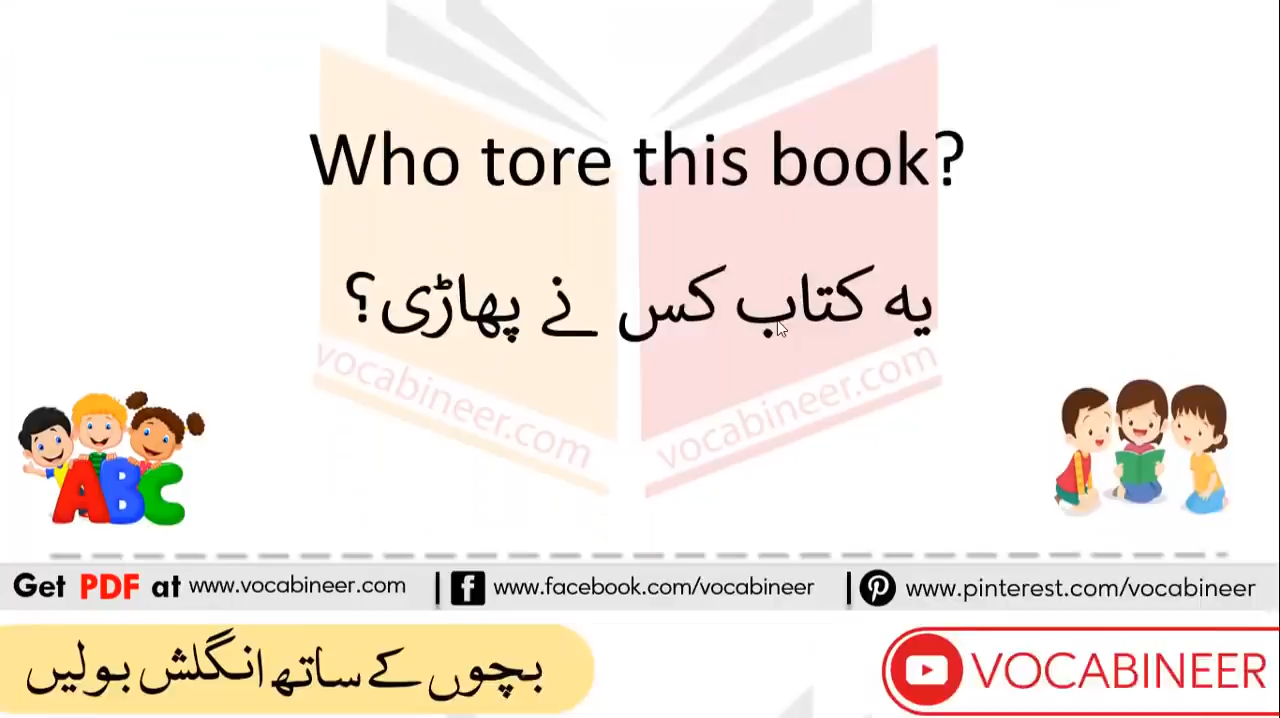 Who tore this book?
یہ کتاب کس نے پھاڑی؟
vocabineer.com
vocabineer.com
ABC
Get PDF at www.vocabineer.com
www.facebook.com/vocabineer
www.pinterest.com/vocabineer
بچوں کے ساتھ انگلش بولیں
VOCABINEER